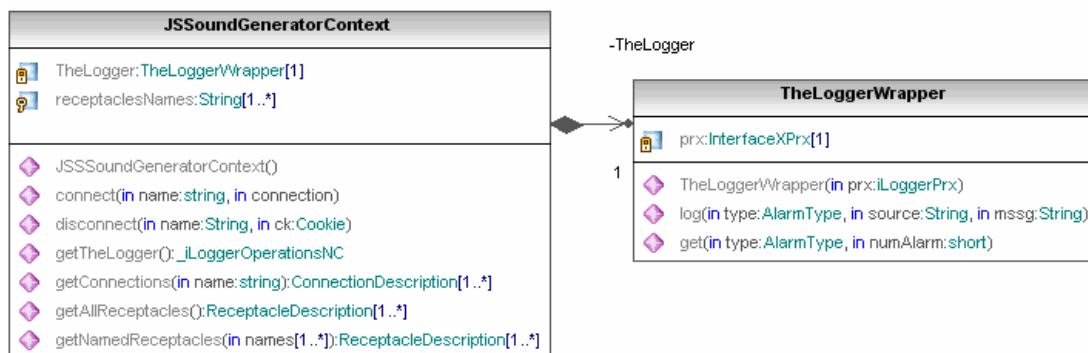 JSSoundGeneratorContext
TheLogger:TheLoggerWrapper[1]
receptaclesNames:String[1..*]
JSSSoundGeneratorContext()
connect(in name:string, in connection)
disconnect(in name:String, in ck:Cookie)
getTheLogger():_iLoggerOperationsNC
getConnections(in name:string):ConnectionDescription[1..*]
getAllReceptacles():ReceptacleDescription[1..*]
getNamedReceptacles(in names[1..*]):ReceptacleDescription[1..*]
-TheLogger
1
TheLoggerWrapper
prx:InterfaceXPrx[1]
TheLoggerWrapper(in prx:iLoggerPrx)
log(in type:AlarmType, in source:String, in mssg:String)
get(in type:AlarmType, in numAlarm:short)